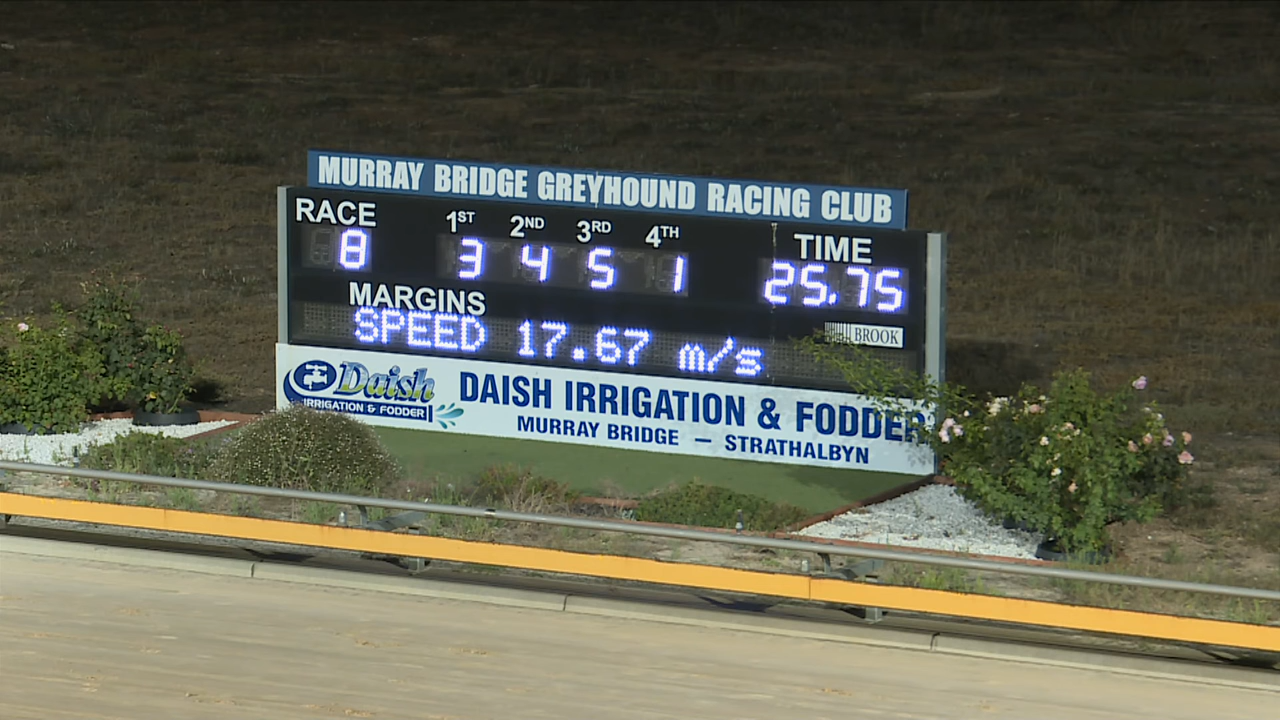 MURRAY BRIDGE GREYHOUND RACING CLUB
RACE 1ST 2ND 3RD 4TH TIME
8 3 4 5 1 25.75
MARGINS
SPEED 17.67 m/s
BROOK
Daish
IRRIGATION & FODDER
DAISH IRRIGATION & FODDER
MURRAY BRIDGE — STRATHALBYN